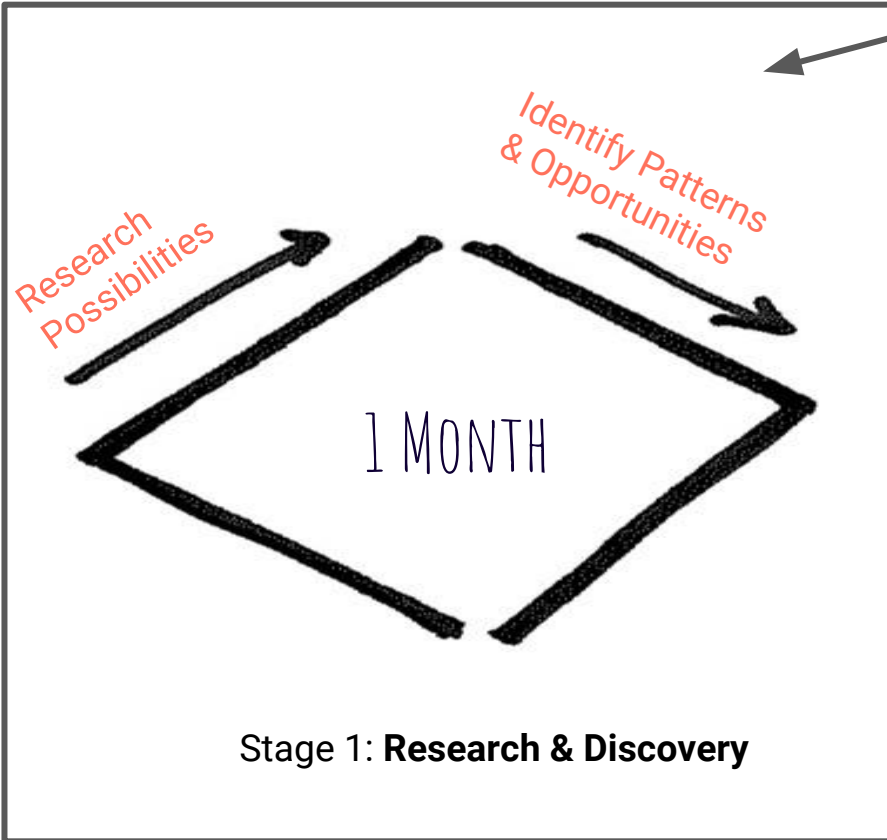 Identify Patterns
& Opportunities
Research
Possibilities
1 Month
Stage 1: Research & Discovery